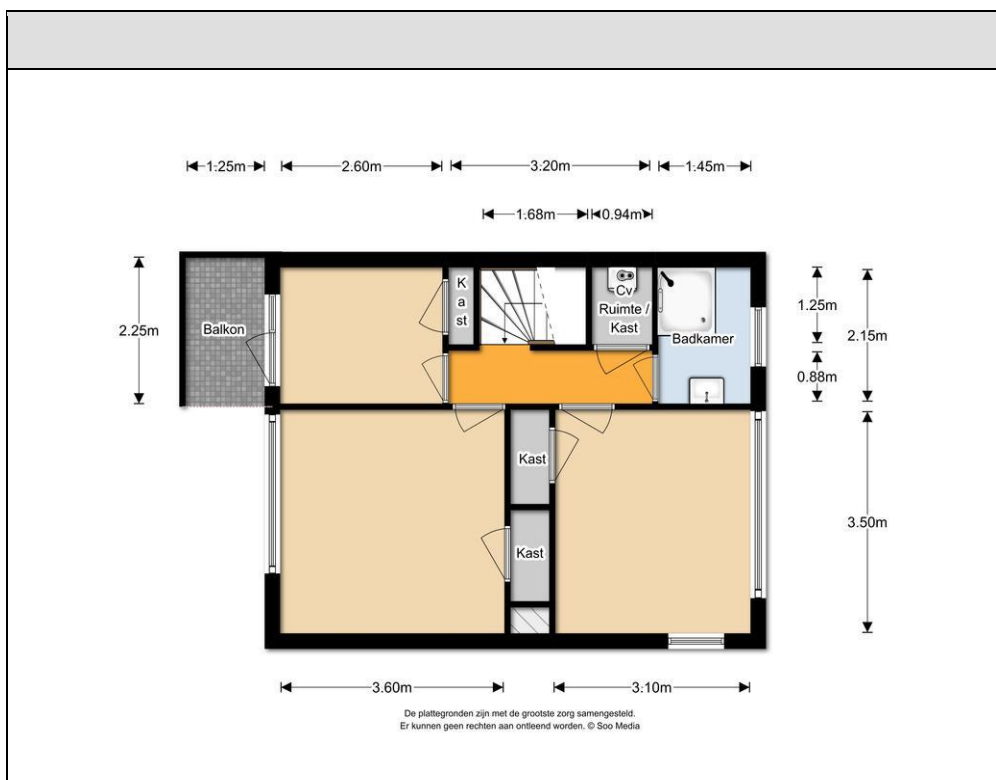 1.25m
2.60m
3.20m
1.45m
1.68m
0.94m
2.25m
Balkon
Kast
Cv
Ruimte /
Kast
Badkamer
1.25m
2.15m
0.88m
Kast
Kast
3.50m
3.60m
3.10m
De plattegronden zijn met de grootste zorg samengesteld.
Er kunnen geen rechten aan ontleend worden. © Soo Media